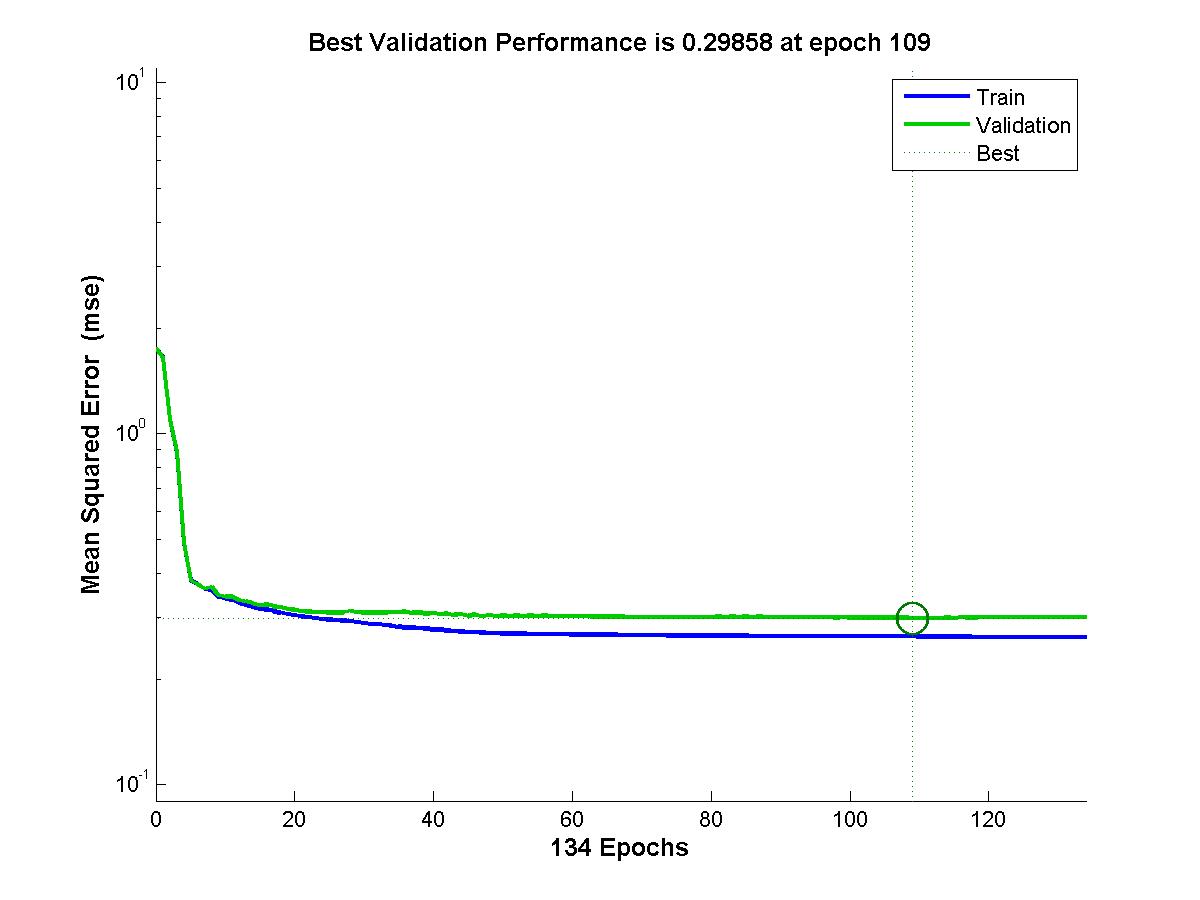 Best Validation Performance is 0.29858 at epoch 109
10^1
10^0
10^-1
Mean Squared Error (mse)
Train
Validation
Best
0 20 40 60 80 100 120
134 Epochs